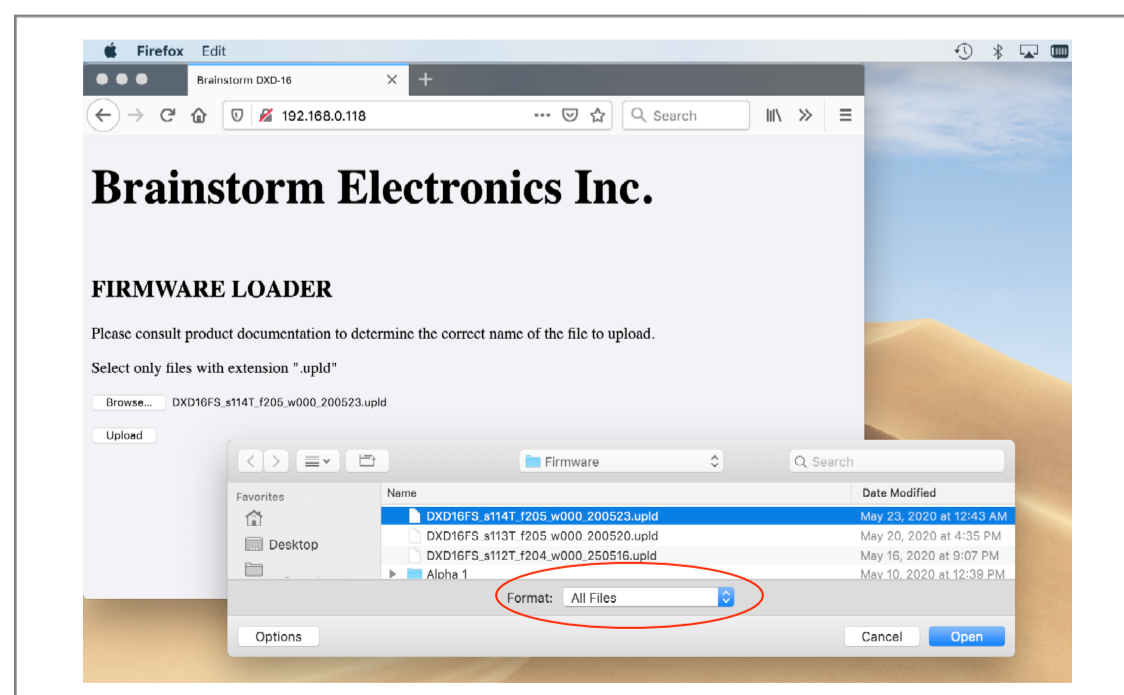 Firefox Edit
Brainstorm DXD-16
192.168.0.118
Search
Brainstorm Electronics Inc.
FIRMWARE LOADER
Please consult product documentation to determine the correct name of the file to upload.
Select only files with extension ".upld"
Browse... DXD16FS_s114T_f205_w000_200523.upld
Upload
Firmware
Search
Favorites
Name
Date Modified
DXD16FS_s114T_f205_w000_200523.upld May 23, 2020 at 12:43 AM
DXD16FS_s113T_f205_w000_200520.upld May 20, 2020 at 4:35 PM
Desktop
DXD16FS_s112T_f204_w000_250516.upld May 16, 2020 at 9:07 PM
Alpha 1 May 10, 2020 at 12:39 PM
Format: All Files
Options
Cancel
Open